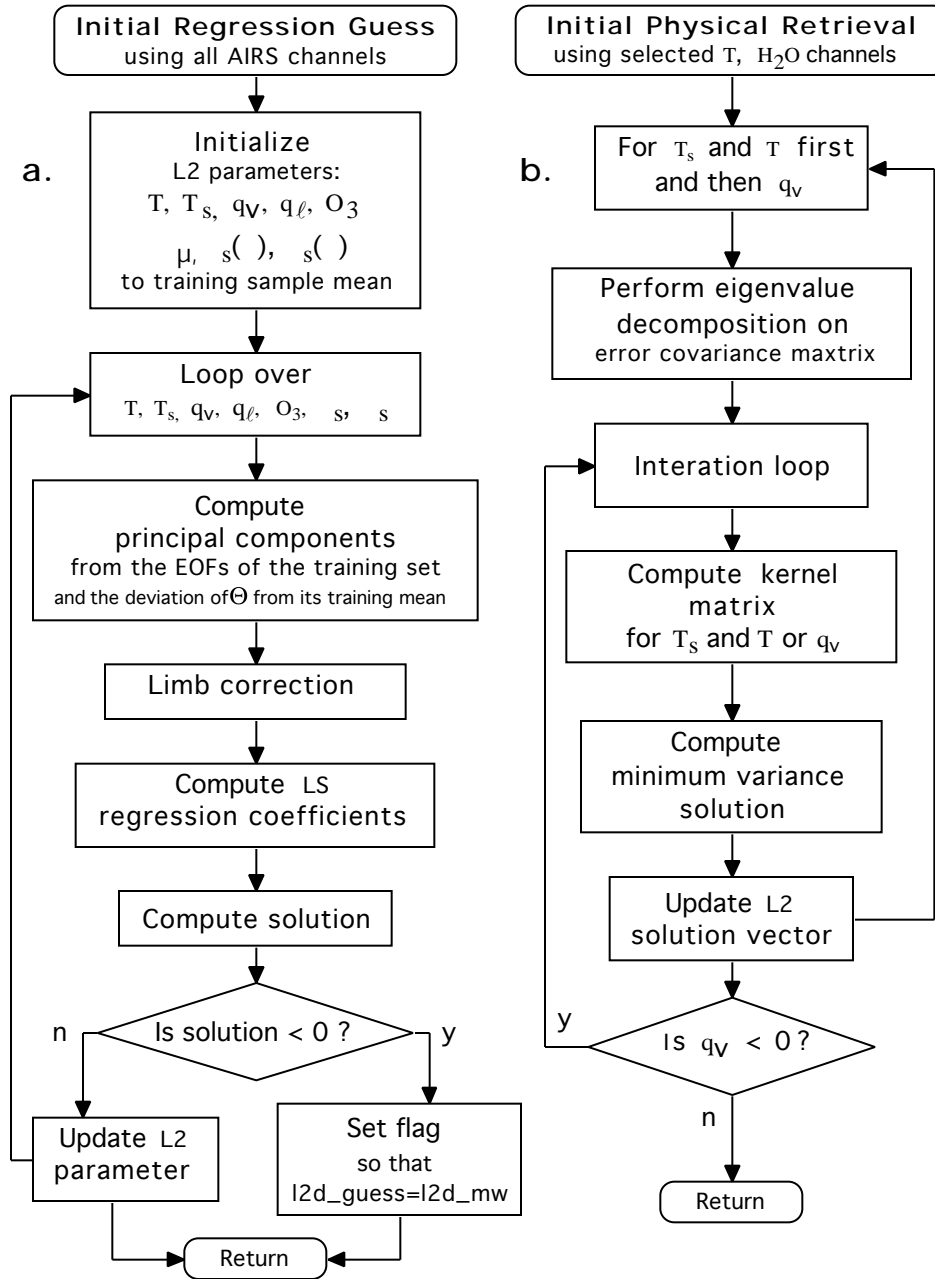 Initial Regression Guess
using all AIRS channels
a.
Initialize
L2 parameters:
T, Ts, qv, qℓ, O3
μ, s( ), s( )
to training sample mean
Loop over
T, Ts, qv, qℓ, O3, s, s
Compute
principal components
from the EOFs of the training set
and the deviation of Θ from its training mean
Limb correction
Compute LS
regression coefficients
Compute solution
n
Is solution < 0 ?
y
Update L2
parameter
Set flag
so that
l2d_guess=l2d_mw
Return
Initial Physical Retrieval
using selected T, H2O channels
b.
For Ts and T first
and then qv
Perform eigenvalue
decomposition on
error covariance maxtrix
Interation loop
Compute kernel
matrix
for Ts and T or qv
Compute
minimum variance
solution
Update L2
solution vector
y
Is qv < 0?
n
Return